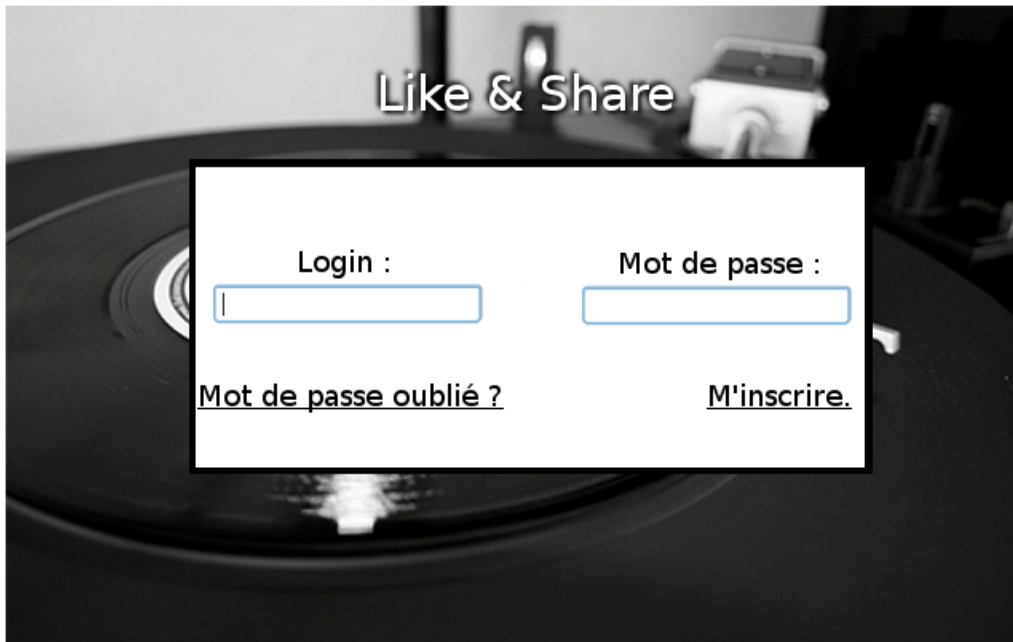 Like & Share
Login :
Mot de passe :
Mot de passe oublié ?
M'inscrire.